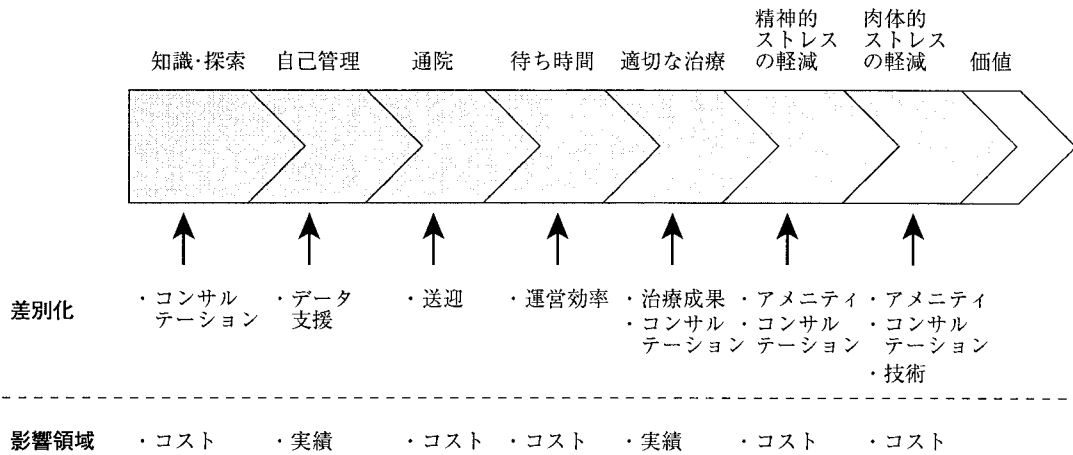 知識・探索
自己管理
通院
待ち時間
適切な治療
精神的
ストレス
の軽減
肉体的
ストレス
の軽減
価値
差別化
・コンサル
テーション
・データ
支援
・送迎
・運営効率
・治療成果
・コンサル
テーション
・アメニティ
・コンサル
テーション
・アメニティ
・コンサル
テーション
・技術
影響領域
・コスト
・実績
・コスト
・コスト
・実績
・コスト
・コスト